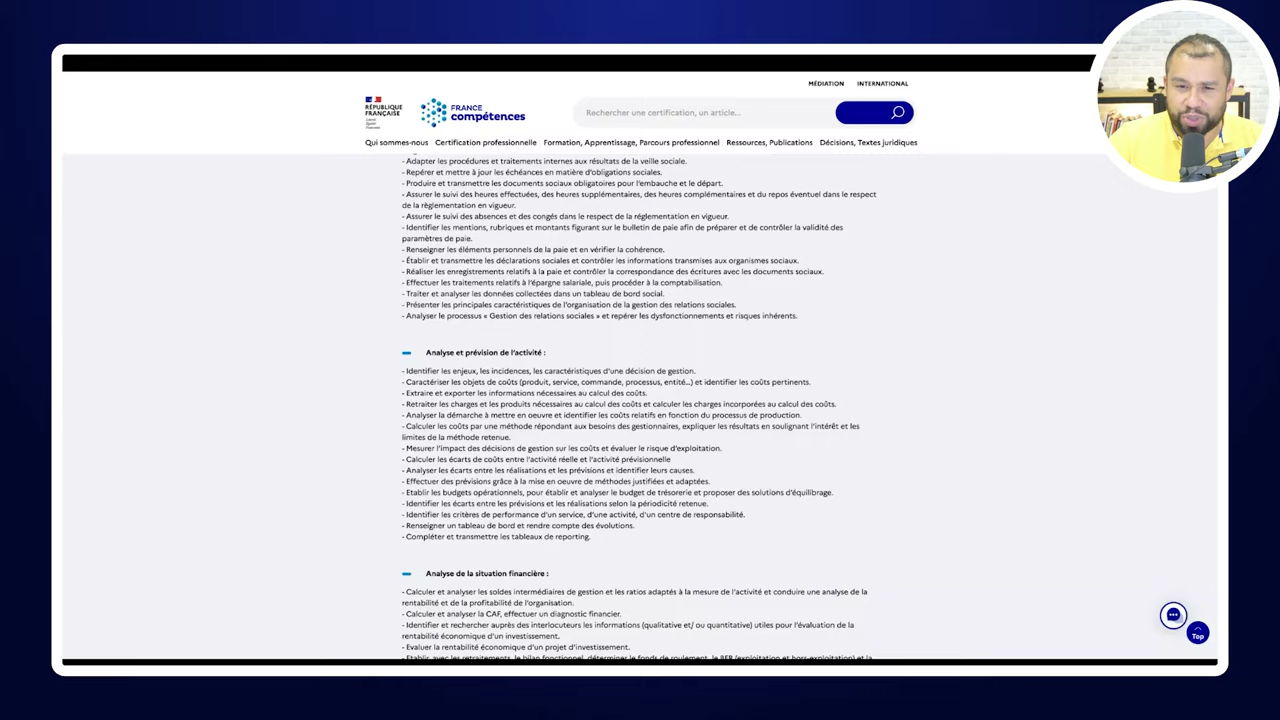 MÉDIATION INTERNATIONAL
RÉPUBLIQUE
FRANÇAISE
Liberté
Égalité
Fraternité
FRANCE
compétences
Rechercher une certification, un article...
Qui sommes-nous Certification professionnelle Formation, Apprentissage, Parcours professionnel Ressources, Publications Décisions, Textes juridiques
- Adapter les procédures et traitements internes aux résultats de la veille sociale.
- Repérer et mettre à jour les échéances en matière d'obligations sociales.
- Produire et transmettre les documents sociaux obligatoires pour l'embauche et le départ.
- Assurer le suivi des heures effectuées, des heures supplémentaires, des heures complémentaires et du repos éventuel dans le respect
de la règlementation en vigueur.
- Assurer le suivi des absences et des congés dans le respect de la réglementation en vigueur.
- Identifier les mentions, rubriques et montants figurant sur le bulletin de paie afin de préparer et de contrôler la validité des
paramètres de paie.
- Renseigner les éléments personnels de la paie et en vérifier la cohérence.
- Établir et transmettre les déclarations sociales et contrôler les informations transmises aux organismes sociaux.
- Réaliser les enregistrements relatifs à la paie et contrôler la correspondance des écritures avec les documents sociaux.
- Effectuer les traitements relatifs à l'épargne salariale, puis procéder à la comptabilisation.
- Traiter et analyser les données collectées dans un tableau de bord social.
- Présenter les principales caractéristiques de l'organisation de la gestion des relations sociales.
- Analyser le processus « Gestion des relations sociales » et repérer les dysfonctionnements et risques inhérents.
Analyse et prévision de l'activité :
- Identifier les enjeux, les incidences, les caractéristiques d'une décision de gestion.
- Caractériser les objets de coûts (produit, service, commande, processus, entité...) et identifier les coûts pertinents.
- Extraire et exporter les informations nécessaires au calcul des coûts.
- Retraiter les charges et les produits nécessaires au calcul des coûts et calculer les charges incorporées au calcul des coûts.
- Analyser la démarche à mettre en oeuvre et identifier les coûts relatifs en fonction du processus de production.
- Calculer les coûts par une méthode répondant aux besoins des gestionnaires, expliquer les résultats en soulignant l'intérêt et les
limites de la méthode retenue.
- Mesurer l'impact des décisions de gestion sur les coûts et évaluer le risque d'exploitation.
- Calculer les écarts de coûts entre l'activité réelle et l'activité prévisionnelle
- Analyser les écarts entre les réalisations et les prévisions et identifier leurs causes.
- Effectuer des prévisions grâce à la mise en oeuvre de méthodes justifiées et adaptées.
- Etablir les budgets opérationnels, pour établir et analyser le budget de trésorerie et proposer des solutions d'équilibrage.
- Identifier les écarts entre les prévisions et les réalisations selon la périodicité retenue.
- Identifier les critères de performance d'un service, d'une activité, d'un centre de responsabilité.
- Renseigner un tableau de bord et rendre compte des évolutions.
- Compléter et transmettre les tableaux de reporting.
Analyse de la situation financière :
- Calculer et analyser les soldes intermédiaires de gestion et les ratios adaptés à la mesure de l'activité et conduire une analyse de la
rentabilité et de la profitabilité de l'organisation.
- Calculer et analyser la CAF, effectuer un diagnostic financier.
- Identifier et rechercher auprès des interlocuteurs les informations (qualitative et/ ou quantitative) utiles pour l'évaluation de la
rentabilité économique d'un investissement.
- Evaluer la rentabilité économique d'un projet d'investissement.
- Etablir, avec les retraitements, le bilan fonctionnel, déterminer le fonds de roulement, le BFR (exploitation et hors-exploitation) et la
Top